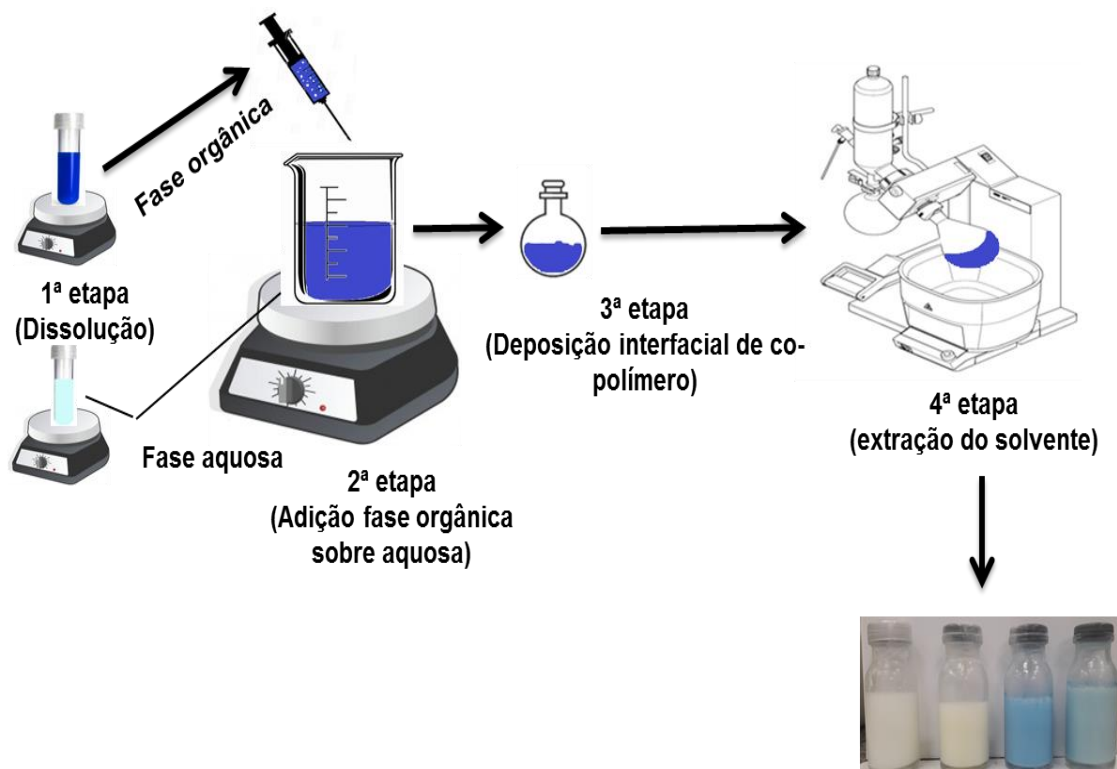 Fase orgânica
1ª etapa
(Dissolução)
Fase aquosa
2ª etapa
(Adição fase orgânica
sobre aquosa)
3ª etapa
(Deposição interfacial de co-
polímero)
4ª etapa
(extração do solvente)